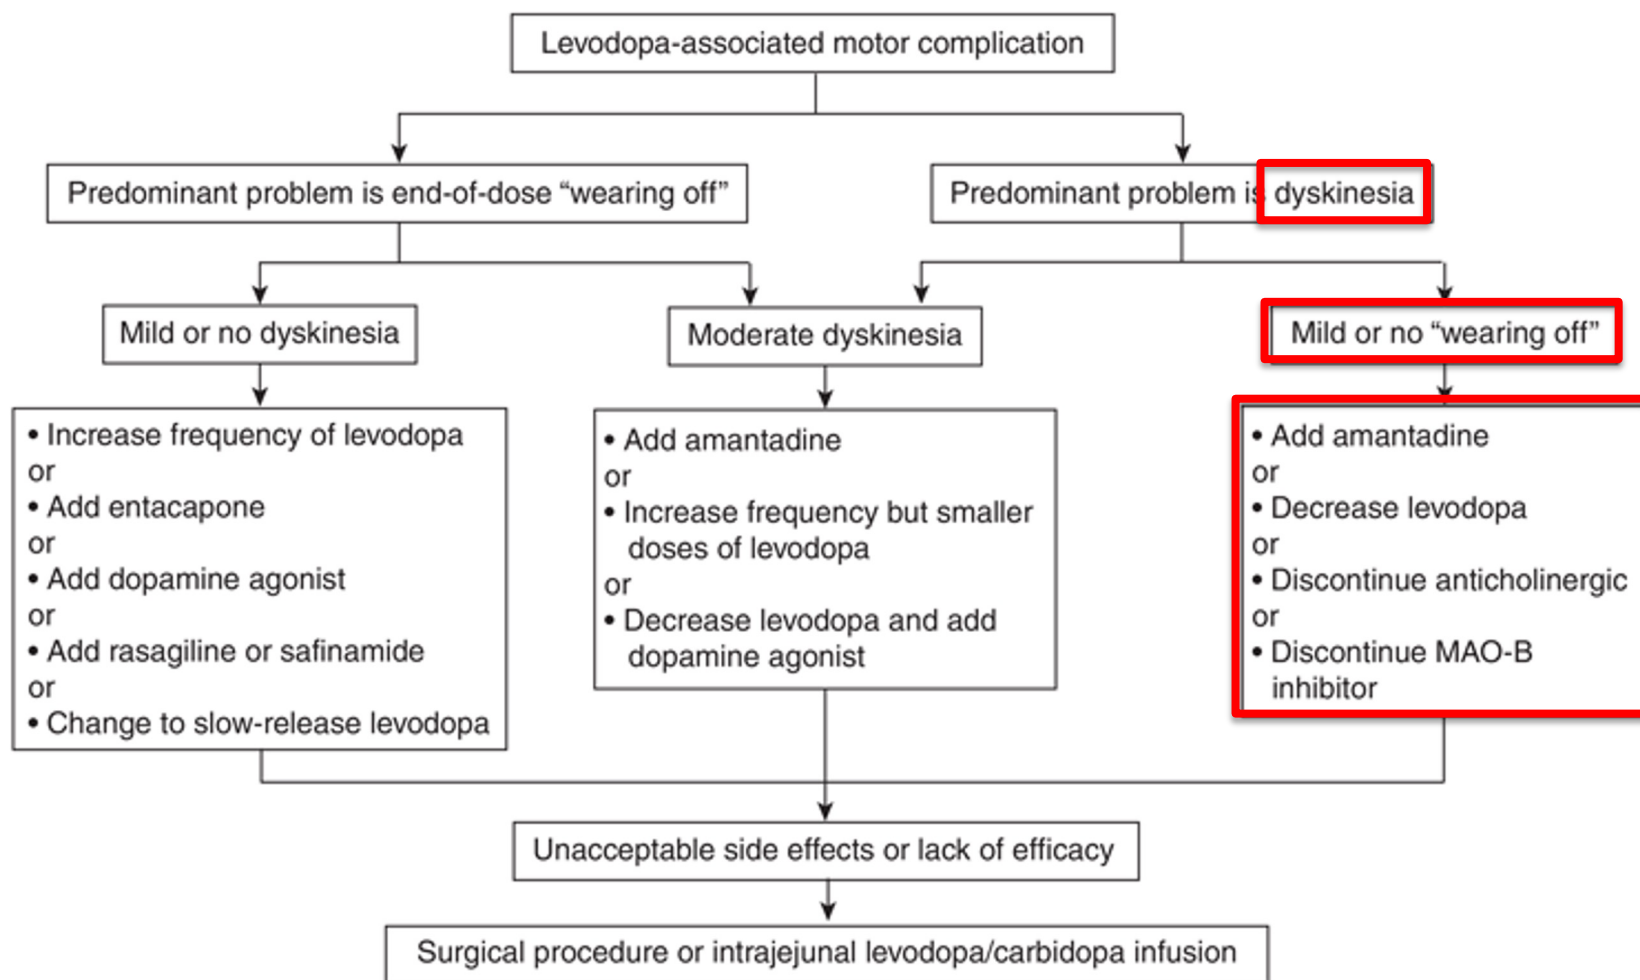 Levodopa-associated motor complication
Predominant problem is end-of-dose “wearing off”
Predominant problem is dyskinesia
Mild or no dyskinesia
Moderate dyskinesia
Mild or no “wearing off”
• Increase frequency of levodopa
or
• Add entacapone
or
• Add dopamine agonist
or
• Add rasagiline or safinamide
or
• Change to slow-release levodopa
• Add amantadine
or
• Increase frequency but smaller
doses of levodopa
or
• Decrease levodopa and add
dopamine agonist
• Add amantadine
or
• Decrease levodopa
or
• Discontinue anticholinergic
or
• Discontinue MAO-B
inhibitor
Unacceptable side effects or lack of efficacy
Surgical procedure or intrajejunal levodopa/carbidopa infusion